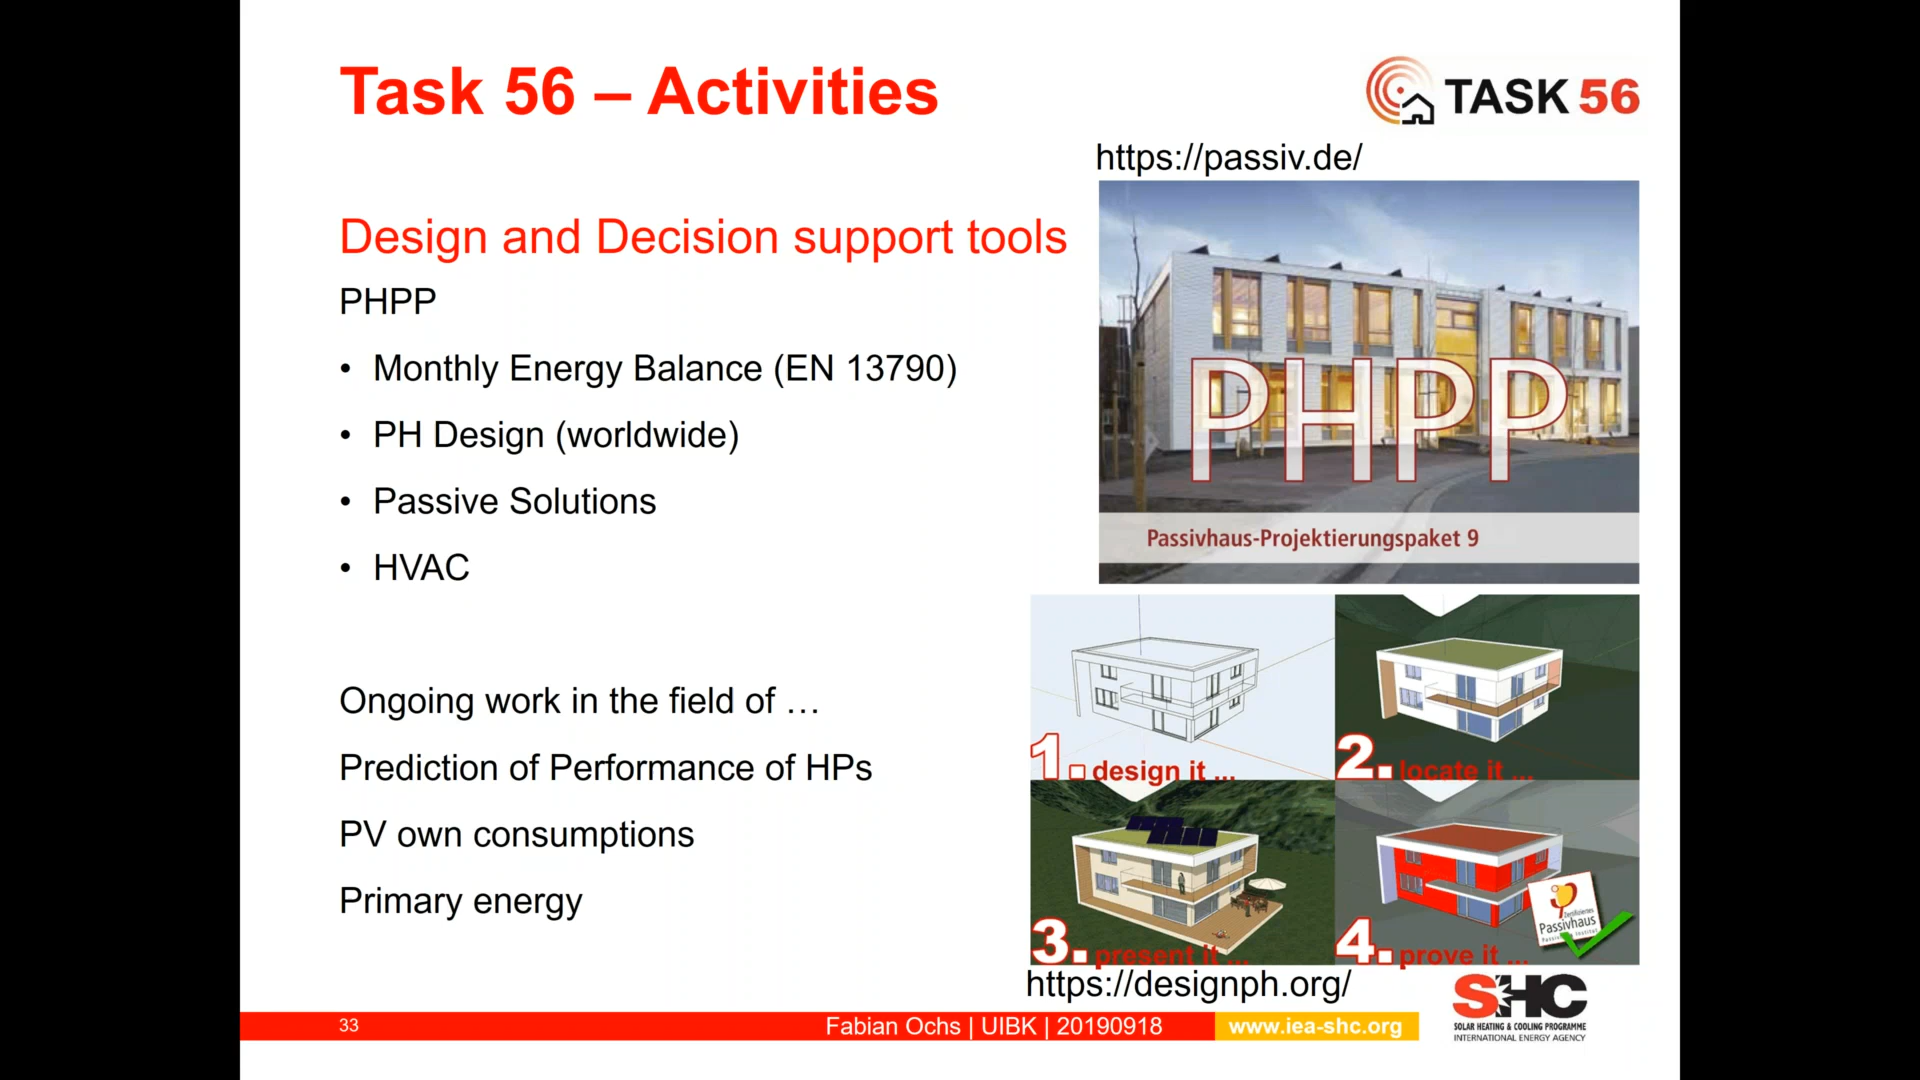 Task 56 – Activities
TASK 56
https://passiv.de/
Design and Decision support tools
PHPP
• Monthly Energy Balance (EN 13790)
• PH Design (worldwide)
• Passive Solutions
• HVAC
Ongoing work in the field of …
Prediction of Performance of HPs
PV own consumptions
Primary energy
PHPP
Passivhaus-Projektierungspaket 9
1. design it ...
2. locate it ...
3. present it ...
4. prove it ...
Zertifiziertes
Passivhaus
https://designph.org/
33
Fabian Ochs | UIBK | 20190918
www.iea-shc.org
SHC
SOLAR HEATING & COOLING PROGRAMME
INTERNATIONAL ENERGY AGENCY